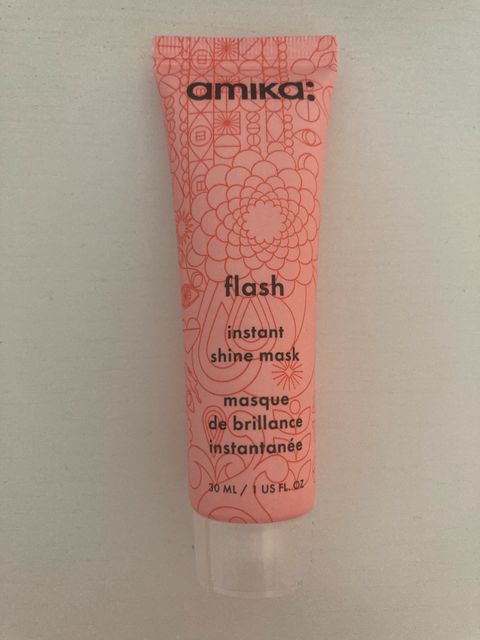 amika:
flash
instant
shine mask
masque
de brillance
instantanée
30 ML / 1 US FL. OZ